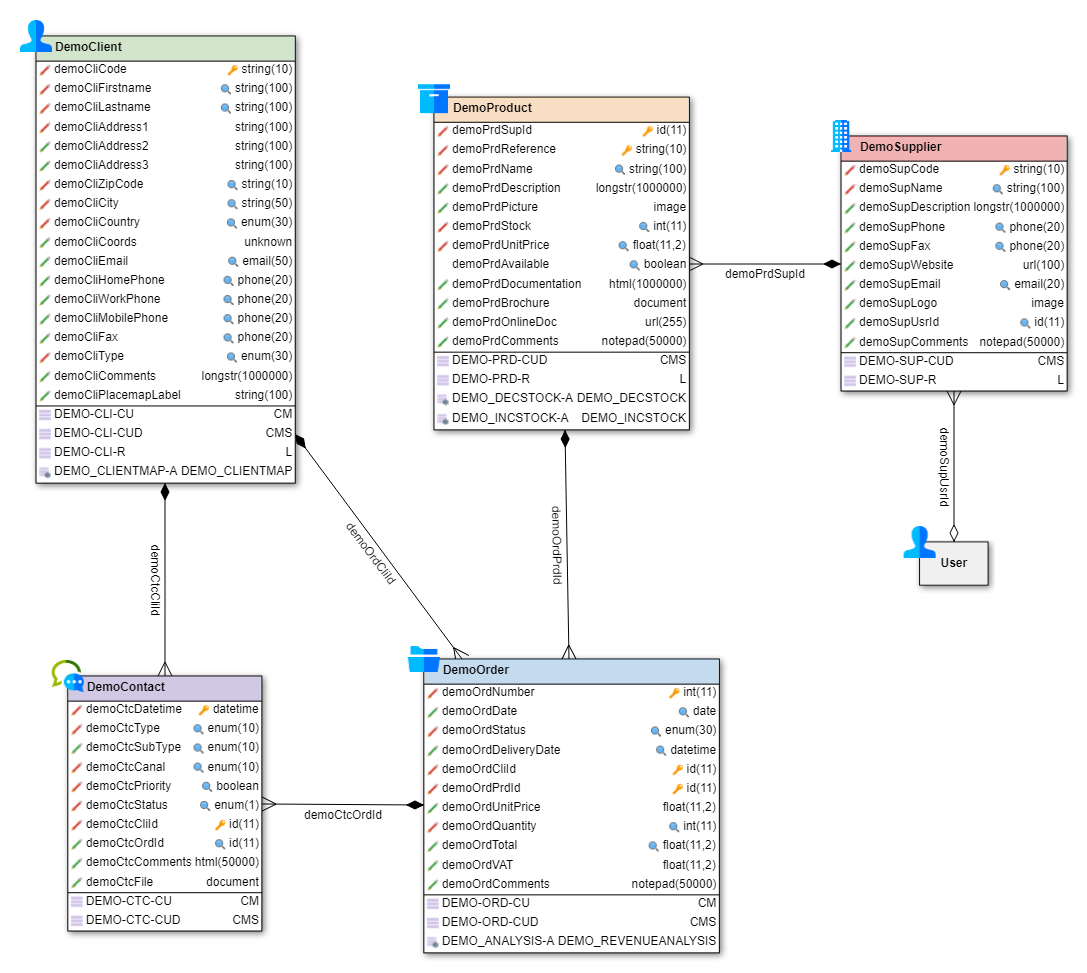 DemoClient
demoCliCode string(10)
demoCliFirstname string(100)
demoCliLastname string(100)
demoCliAddress1 string(100)
demoCliAddress2 string(100)
demoCliAddress3 string(100)
demoCliZipCode string(10)
demoCliCity string(50)
demoCliCountry enum(30)
demoCliCoords unknown
demoCliEmail email(50)
demoCliHomePhone phone(20)
demoCliWorkPhone phone(20)
demoCliMobilePhone phone(20)
demoCliFax phone(20)
demoCliType enum(30)
demoCliComments longstr(1000000)
demoCliPlacemapLabel string(100)
DEMO-CLI-CU CM
DEMO-CLI-CUD CMS
DEMO-CLI-R L
DEMO_CLIENTMAP-A DEMO_CLIENTMAP
DemoProduct
demoPrdSupId id(11)
demoPrdReference string(10)
demoPrdName string(100)
demoPrdDescription longstr(1000000)
demoPrdPicture image
demoPrdStock int(11)
demoPrdUnitPrice float(11,2)
demoPrdAvailable boolean
demoPrdDocumentation html(1000000)
demoPrdBrochure document
demoPrdOnlineDoc url(255)
demoPrdComments notepad(50000)
DEMO-PRD-CUD CMS
DEMO-PRD-R L
DEMO_DECSTOCK-A DEMO_DECSTOCK
DEMO_INCSTOCK-A DEMO_INCSTOCK
demoPrdSupId
DemoSupplier
demoSupCode string(10)
demoSupName string(100)
demoSupDescription longstr(1000000)
demoSupPhone phone(20)
demoSupFax phone(20)
demoSupWebsite url(100)
demoSupEmail email(20)
demoSupLogo image
demoSupUsrId id(11)
demoSupComments notepad(50000)
DEMO-SUP-CUD CMS
DEMO-SUP-R L
demoSupUsrId
User
demoCtcCliId
demoOrdCliId
demoOrdPrdId
DemoContact
demoCtcDatetime datetime
demoCtcType enum(10)
demoCtcSubType enum(10)
demoCtcCanal enum(10)
demoCtcPriority boolean
demoCtcStatus enum(1)
demoCtcCliId id(11)
demoCtcOrdId id(11)
demoCtcComments html(50000)
demoCtcFile document
DEMO-CTC-CU CM
DEMO-CTC-CUD CMS
demoCtcOrdId
DemoOrder
demoOrdNumber int(11)
demoOrdDate date
demoOrdStatus enum(30)
demoOrdDeliveryDate datetime
demoOrdCliId id(11)
demoOrdPrdId id(11)
demoOrdUnitPrice float(11,2)
demoOrdQuantity int(11)
demoOrdTotal float(11,2)
demoOrdVAT float(11,2)
demoOrdComments notepad(50000)
DEMO-ORD-CU CM
DEMO-ORD-CUD CMS
DEMO_ANALYSIS-A DEMO_REVENUEANALYSIS